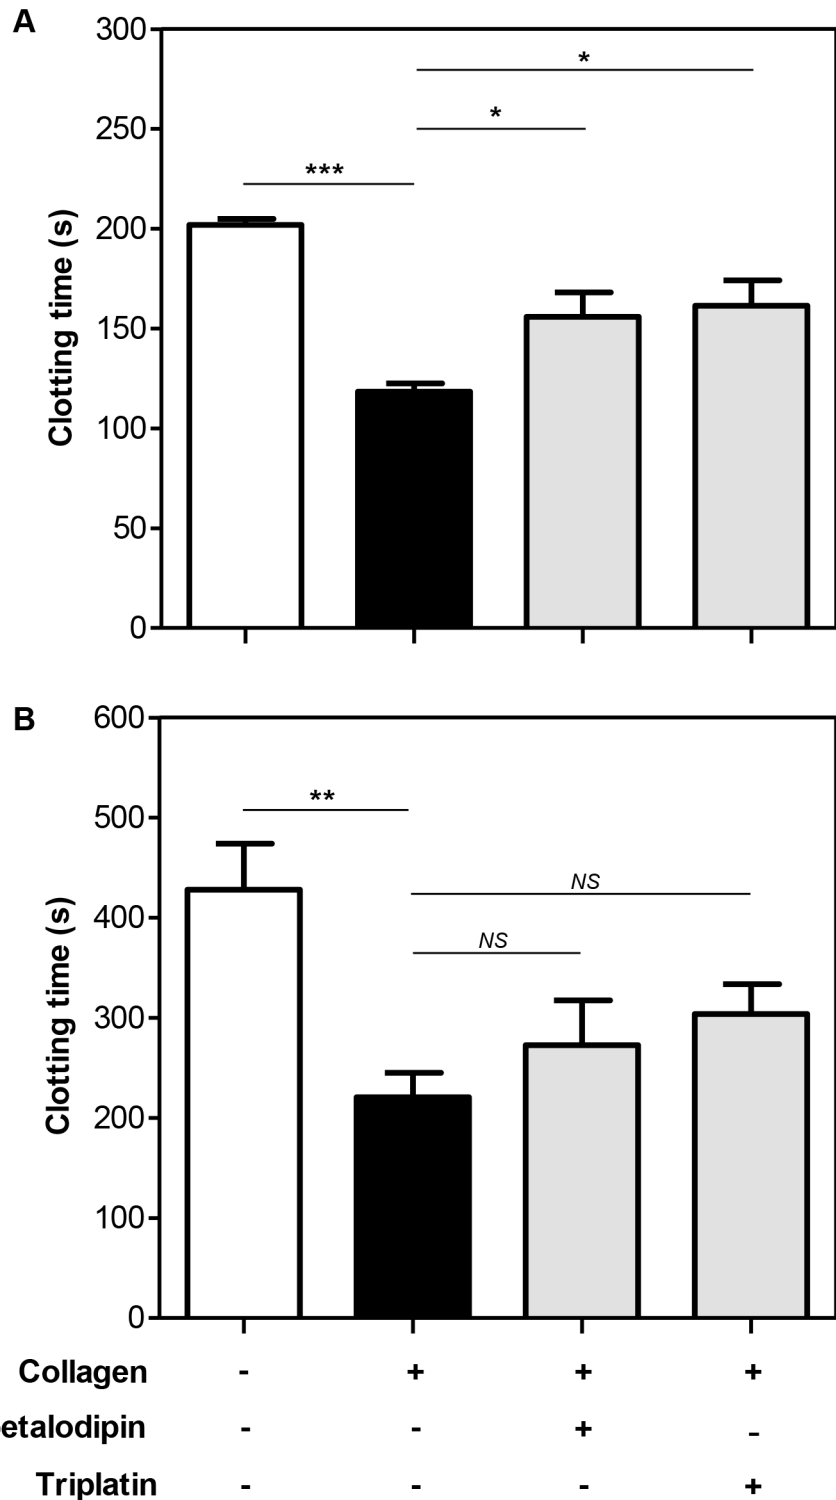 A
300
*
250
*
***
200
150
100
50
0
Clotting time (s)
B
600
500
**
NS
400
NS
300
200
100
0
Clotting time (s)
Collagen - + + +
etalodipin - - + -
Triplatin - - - +